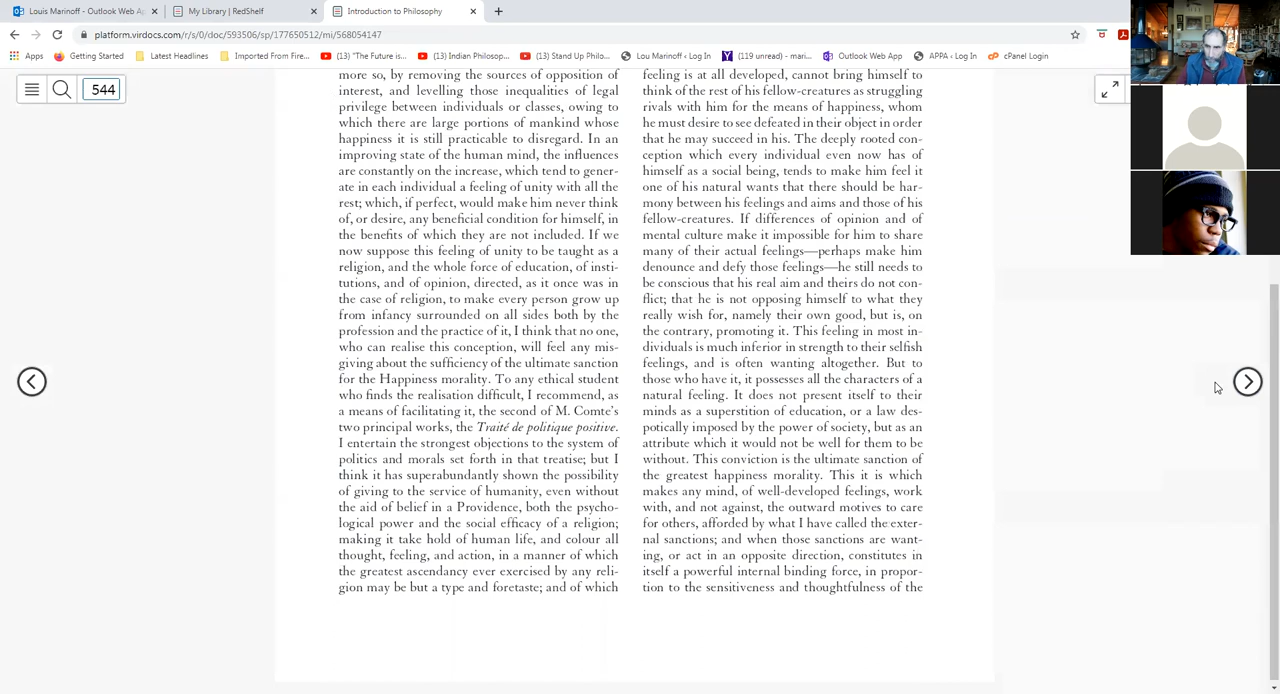 Louis Marinoff - Outlook Web Ap
My Library | RedShelf
Introduction to Philosophy
platform.virdocs.com/r/s/0/doc/593506/sp/177650512/mi/568054147
Apps
Getting Started
Latest Headlines
Imported From Fire...
(13) "The Future is...
(13) Indian Philosop...
(13) Stand Up Philo...
Lou Marinoff ‹ Log In
(119 unread) - mari...
Outlook Web App
APPA ‹ Log In
cPanel Login
544
more so, by removing the sources of opposition of
interest, and levelling those inequalities of legal
privilege between individuals or classes, owing to
which there are large portions of mankind whose
happiness it is still practicable to disregard. In an
improving state of the human mind, the influences
are constantly on the increase, which tend to gener-
ate in each individual a feeling of unity with all the
rest; which, if perfect, would make him never think
of, or desire, any beneficial condition for himself, in
the benefits of which they are not included. If we
now suppose this feeling of unity to be taught as a
religion, and the whole force of education, of insti-
tutions, and of opinion, directed, as it once was in
the case of religion, to make every person grow up
from infancy surrounded on all sides both by the
profession and the practice of it, I think that no one,
who can realise this conception, will feel any mis-
giving about the sufficiency of the ultimate sanction
for the Happiness morality. To any ethical student
who finds the realisation difficult, I recommend, as
a means of facilitating it, the second of M. Comte's
two principal works, the Traité de politique positive.
I entertain the strongest objections to the system of
politics and morals set forth in that treatise; but I
think it has superabundantly shown the possibility
of giving to the service of humanity, even without
the aid of belief in a Providence, both the psycho-
logical power and the social efficacy of a religion;
making it take hold of human life, and colour all
thought, feeling, and action, in a manner of which
the greatest ascendancy ever exercised by any reli-
gion may be but a type and foretaste; and of which
feeling is at all developed, cannot bring himself to
think of the rest of his fellow-creatures as struggling
rivals with him for the means of happiness, whom
he must desire to see defeated in their object in order
that he may succeed in his. The deeply rooted con-
ception which every individual even now has of
himself as a social being, tends to make him feel it
one of his natural wants that there should be har-
mony between his feelings and aims and those of his
fellow-creatures. If differences of opinion and of
mental culture make it impossible for him to share
many of their actual feelings—perhaps make him
denounce and defy those feelings—he still needs to
be conscious that his real aim and theirs do not con-
flict; that he is not opposing himself to what they
really wish for, namely their own good, but is, on
the contrary, promoting it. This feeling in most in-
dividuals is much inferior in strength to their selfish
feelings, and is often wanting altogether. But to
those who have it, it possesses all the characters of a
natural feeling. It does not present itself to their
minds as a superstition of education, or a law des-
potically imposed by the power of society, but as an
attribute which it would not be well for them to be
without. This conviction is the ultimate sanction of
the greatest happiness morality. This it is which
makes any mind, of well-developed feelings, work
with, and not against, the outward motives to care
for others, afforded by what I have called the exter-
nal sanctions; and when those sanctions are want-
ing, or act in an opposite direction, constitutes in
itself a powerful internal binding force, in propor-
tion to the sensitiveness and thoughtfulness of the